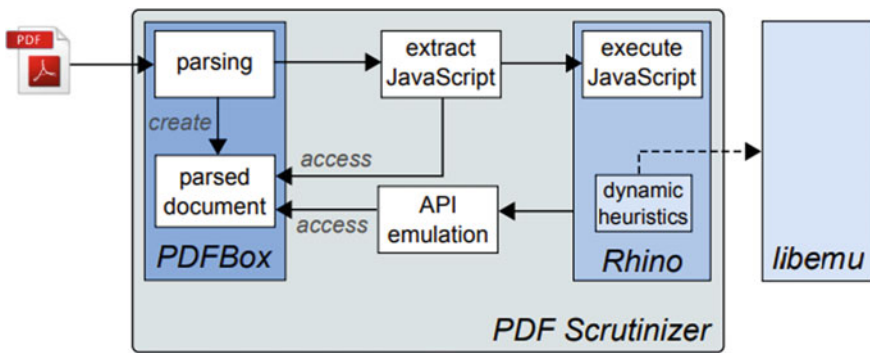 PDF
parsing
extract
JavaScript
execute
JavaScript
create
access
parsed
document
access
API
emulation
dynamic
heuristics
PDFBox
Rhino
libemu
PDF Scrutinizer